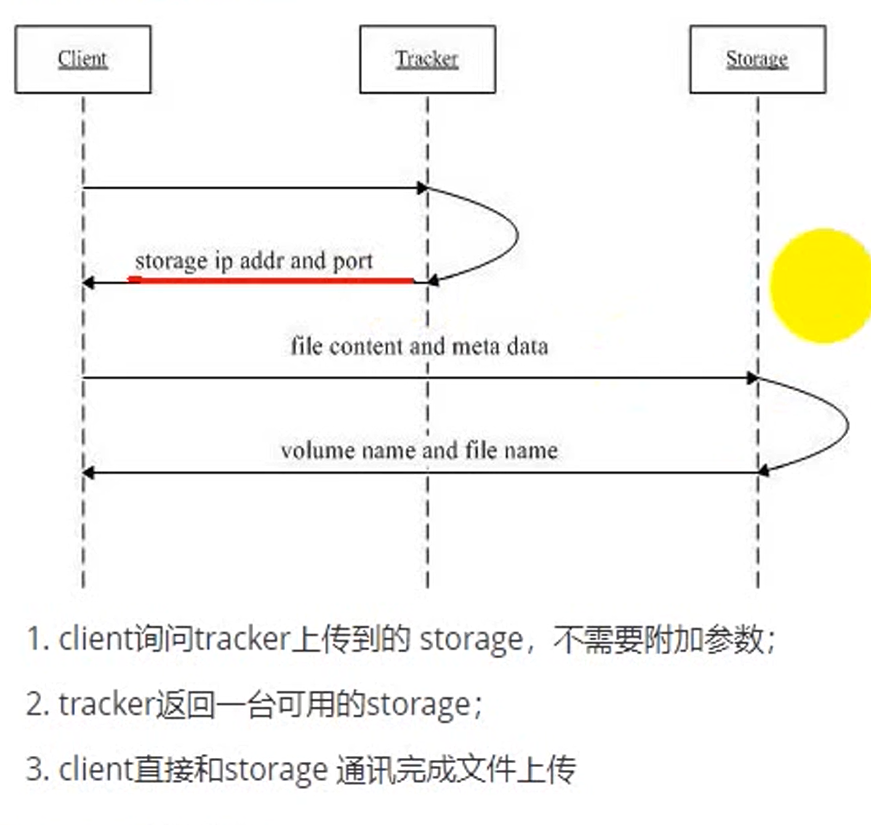 Client
Tracker
Storage
storage ip addr and port
file content and meta data
volume name and file name
1. client询问tracker上传到的 storage，不需要附加参数；
2. tracker返回一台可用的storage；
3. client直接和storage 通讯完成文件上传